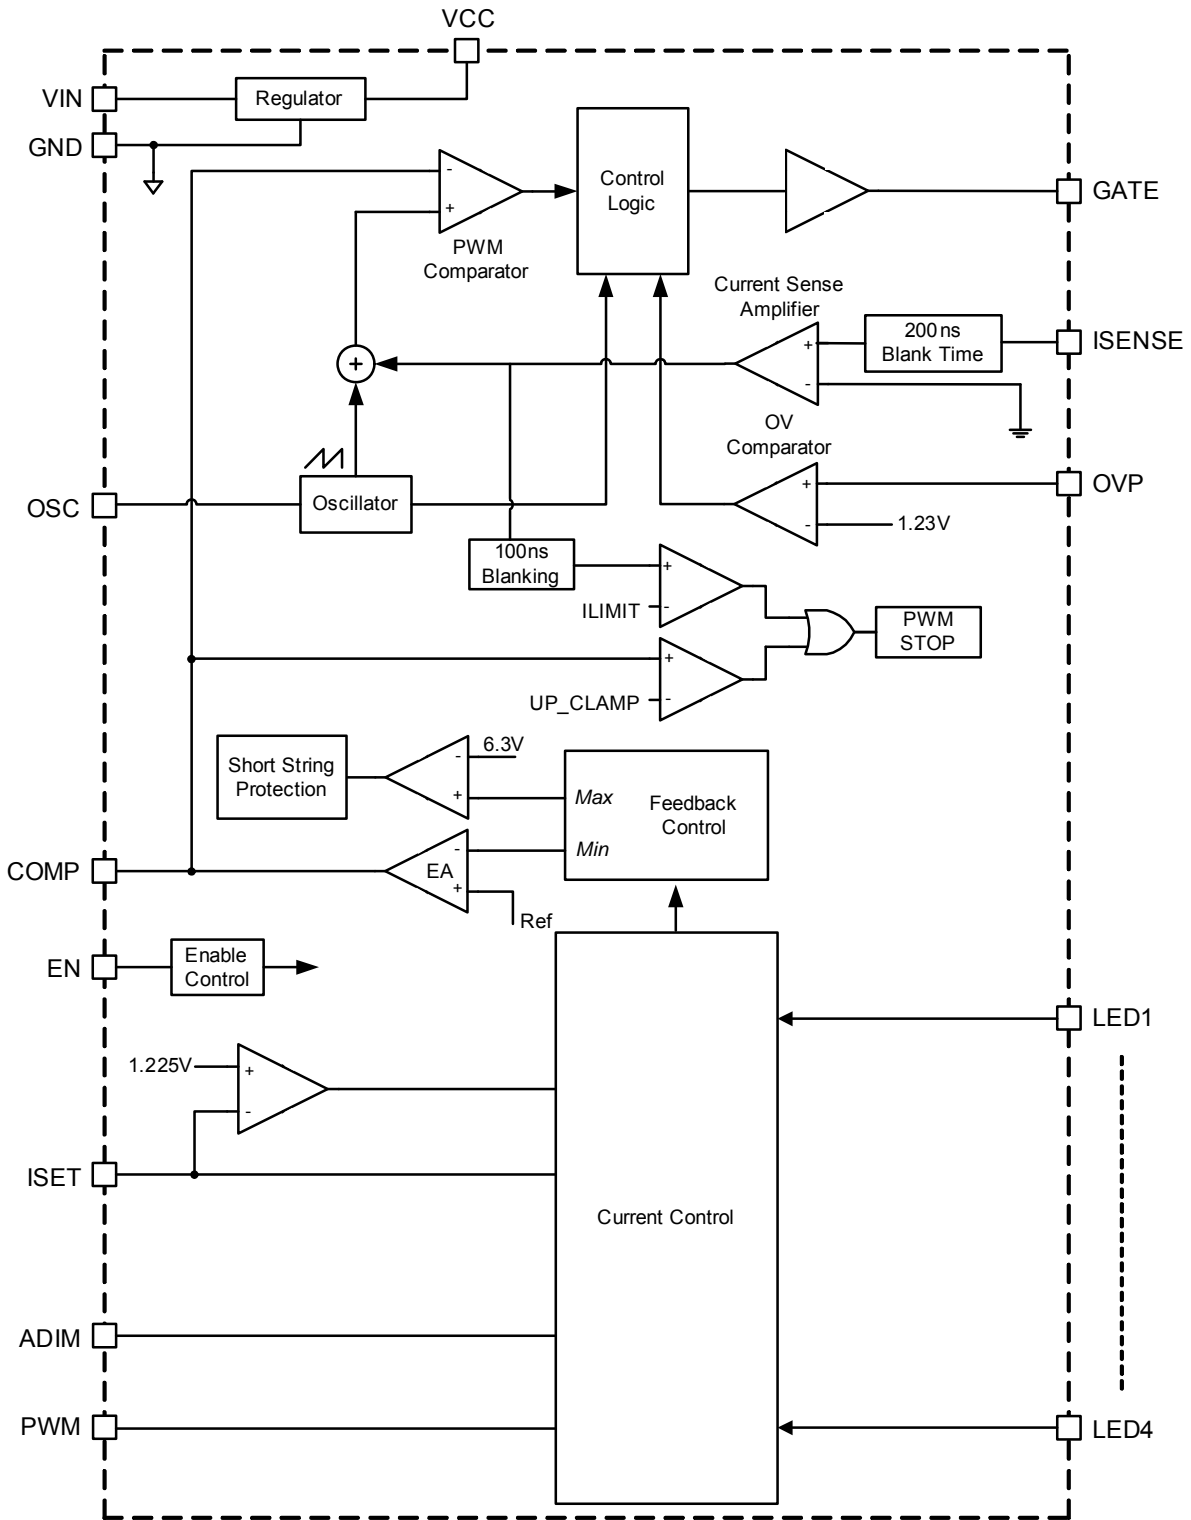 VCC
VIN
Regulator
GND
-
+
PWM
Comparator
Control
Logic
GATE
Current Sense
Amplifier
+
-
200ns
Blank Time
ISENSE
+
OV
Comparator
+
-
1.23V
OVP
OSC
Oscillator
100ns
Blanking
+
-
ILIMIT
PWM
STOP
+
-
UP_CLAMP
Short String
Protection
6.3V
-
+
Max
Min
Feedback
Control
COMP
EA
-
+
Ref
EN
Enable
Control
LED1
1.225V
+
-
ISET
Current Control
ADIM
PWM
LED4